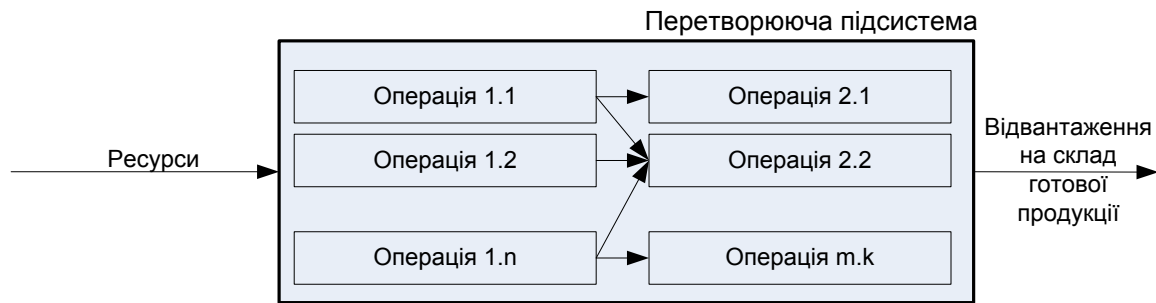 Перетворююча підсистема
Ресурси
Операція 1.1
Операція 2.1
Операція 1.2
Операція 2.2
Операція 1.n
Операція m.k
Відвантаження
на склад
готової
продукції